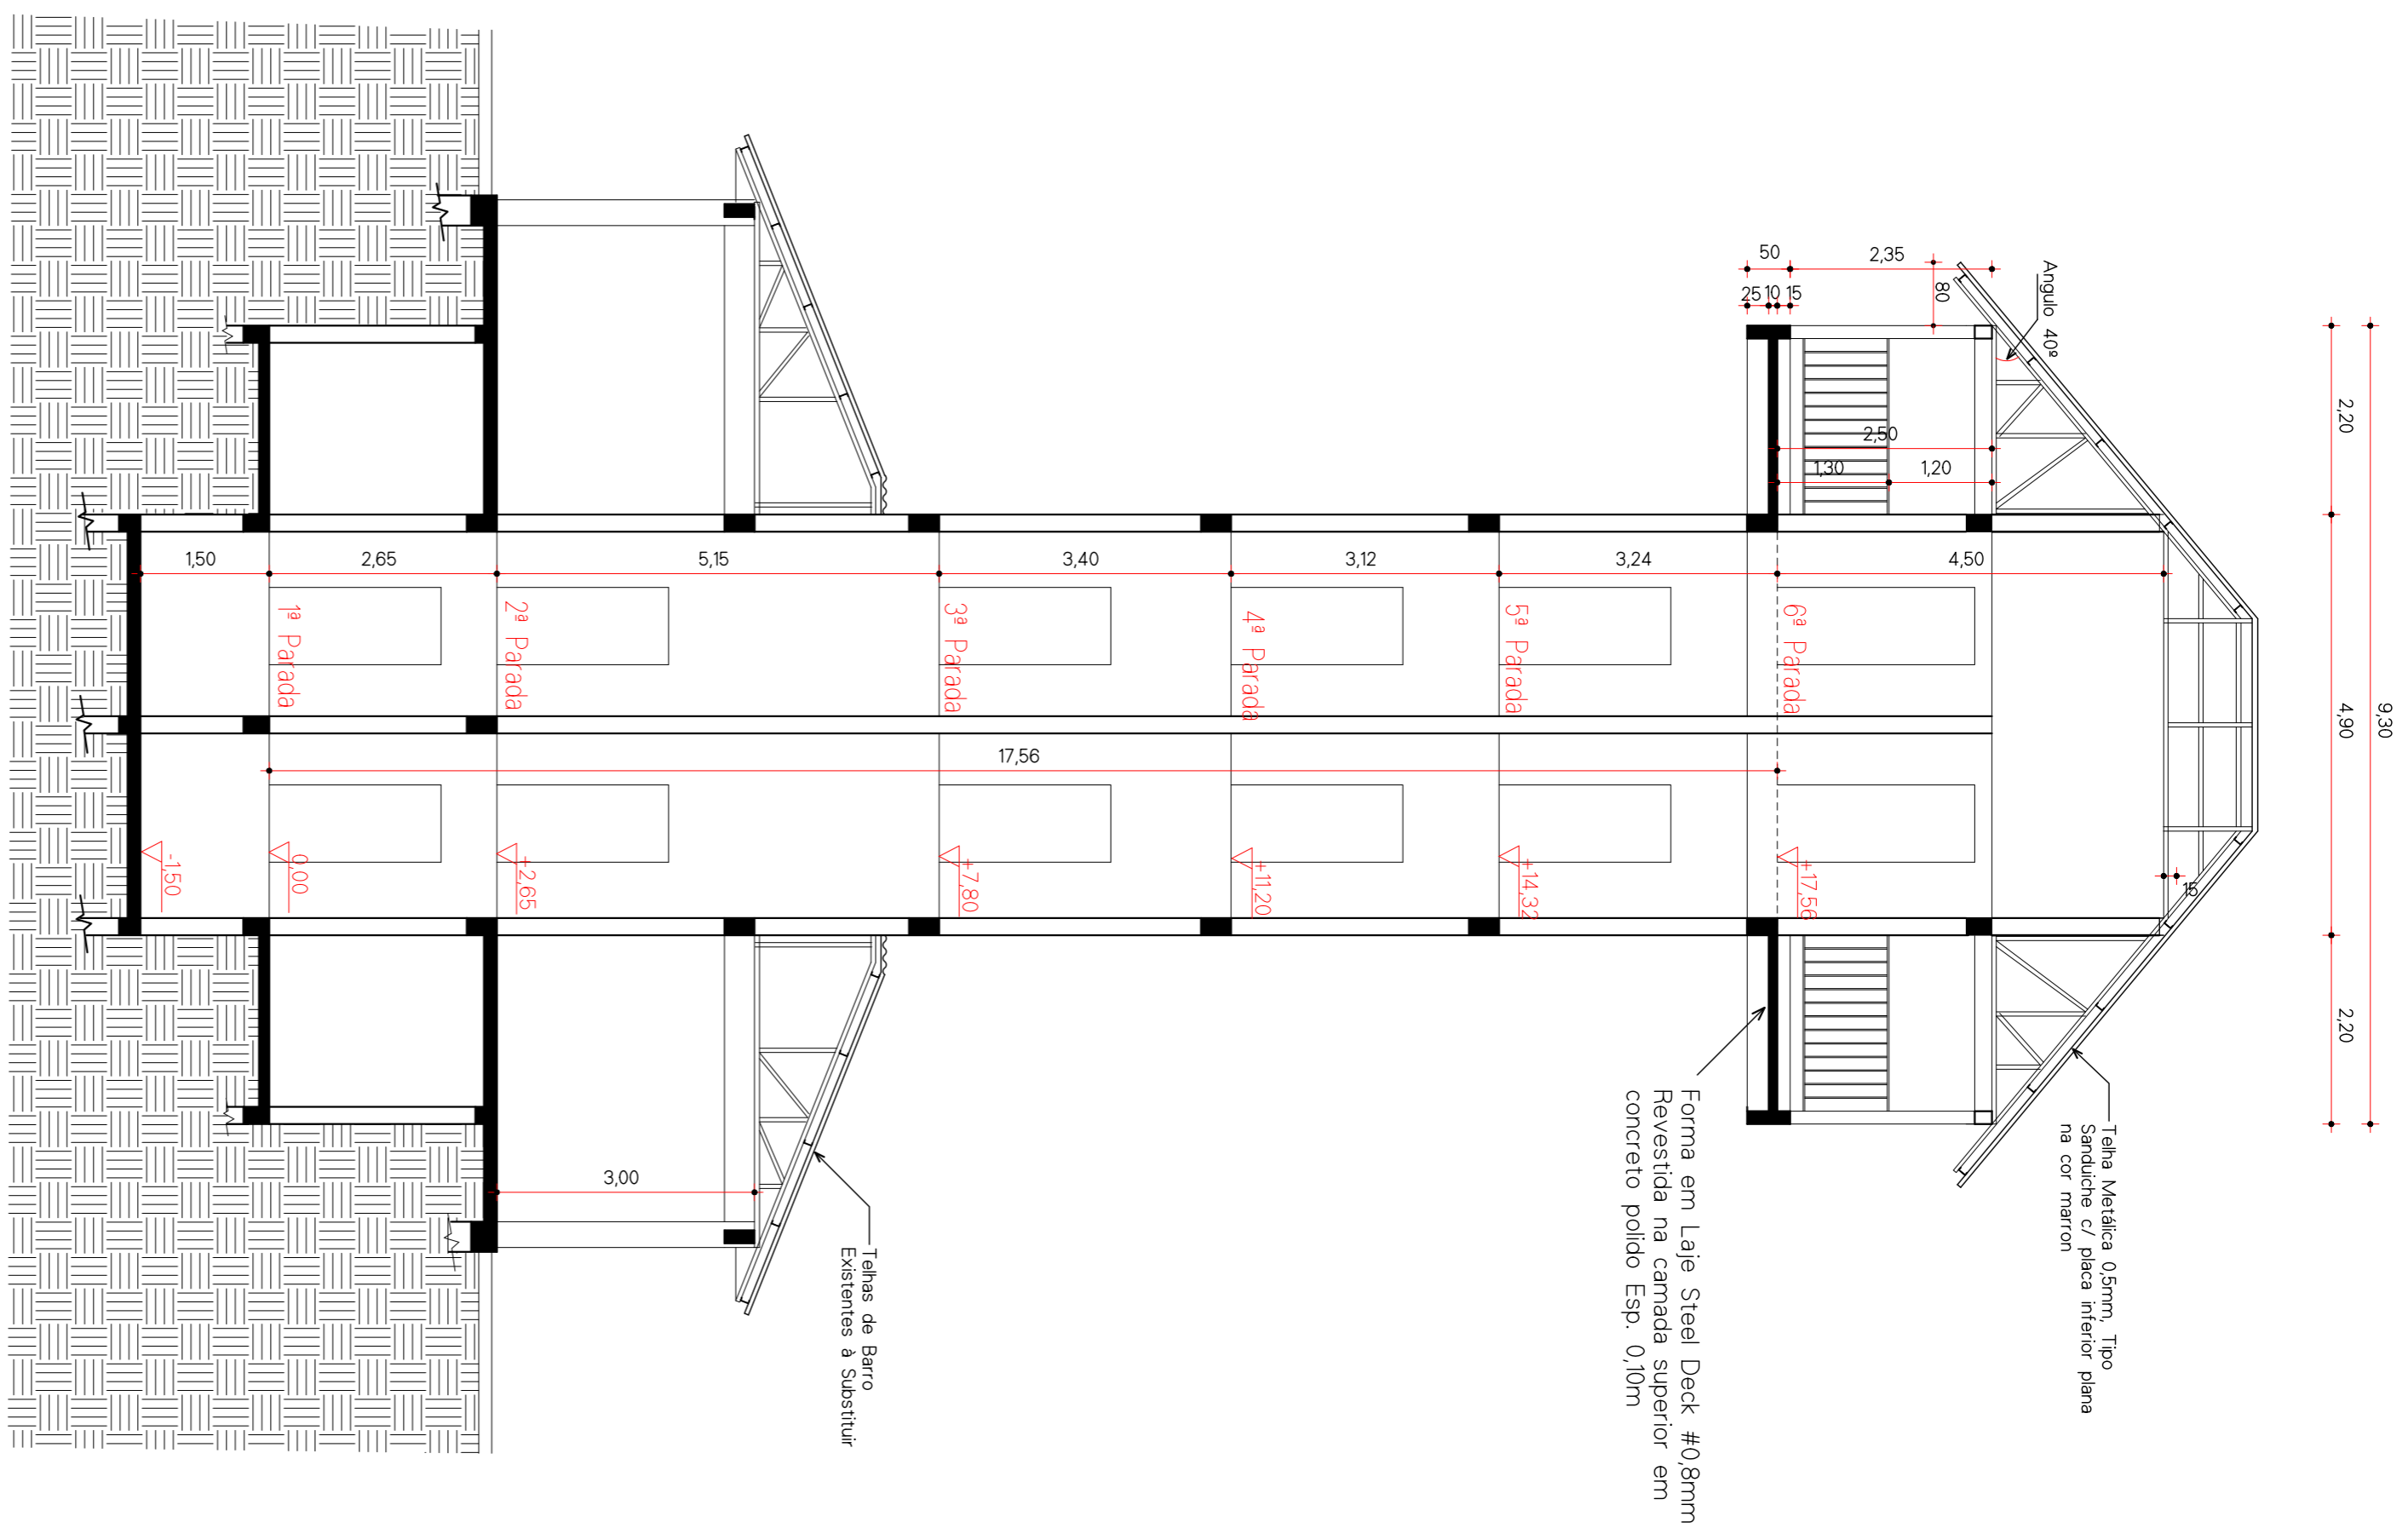 50
2,35
80
25
10
15
Angulo 40º
2,20
4,90
2,20
9,30
2,50
1,30
1,20
1,50
2,65
5,15
3,40
3,12
3,24
4,50
1ª Parada
2ª Parada
3ª Parada
4ª Parada
5ª Parada
6ª Parada
17,56
-1,50
0,00
+2,65
+7,80
+11,20
+14,32
+17,56
15
3,00
Telhas de Barro
Existentes à Substituir
Forma em Laje Steel Deck #0,8mm
Revestida na camada superior em
concreto polido Esp. 0,10m
Telha Metálica 0,5mm, Tipo
Sanduiche c/ placa inferior plana
na cor marron